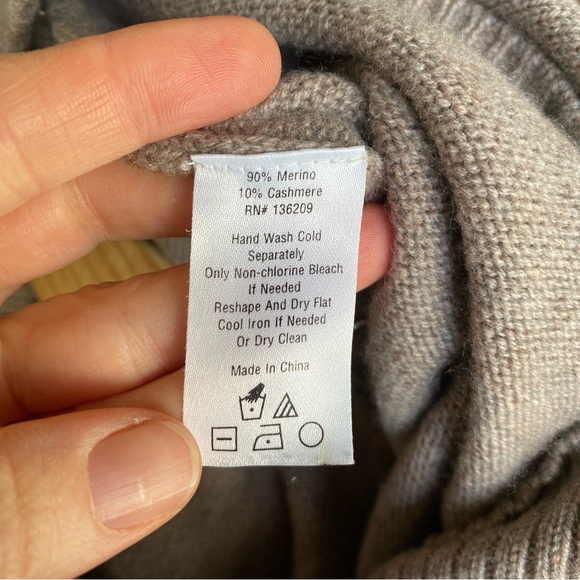 90% Merino
10% Cashmere
RN# 136209
Hand Wash Cold
Separately
Only Non-chlorine Bleach
If Needed
Reshape And Dry Flat
Cool Iron If Needed
Or Dry Clean
Made In China